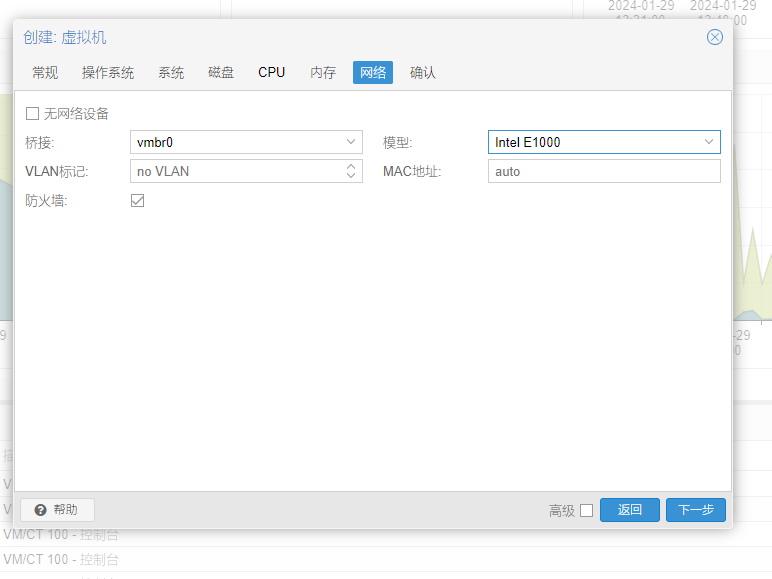 2024-01-29 2024-01-29
创建: 虚拟机
常规 操作系统 系统 磁盘 CPU 内存 网络 确认
无网络设备
桥接: vmbr0 模型: Intel E1000
VLAN标记: no VLAN MAC地址: auto
防火墙:
帮助 高级 返回 下一步
VM/CT 100 - 控制台
VM/CT 100 - 控制台